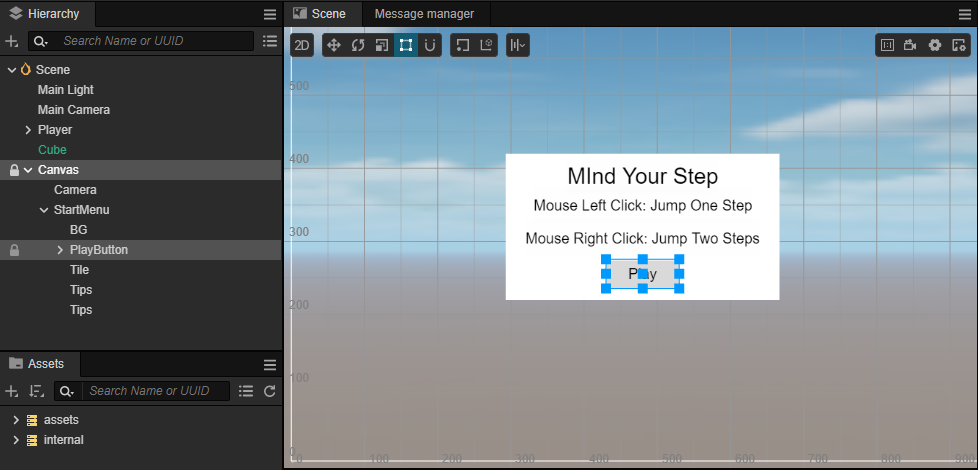 Hierarchy
Search Name or UUID
Scene
Main Light
Main Camera
Player
Cube
Canvas
Camera
StartMenu
BG
PlayButton
Tile
Tips
Tips
Assets
Search Name or UUID
assets
internal
Scene Message manager
2D
500
400
300
200
100
0 100 200 300 400 500 600 700 800 900
MInd Your Step
Mouse Left Click: Jump One Step
Mouse Right Click: Jump Two Steps
Play